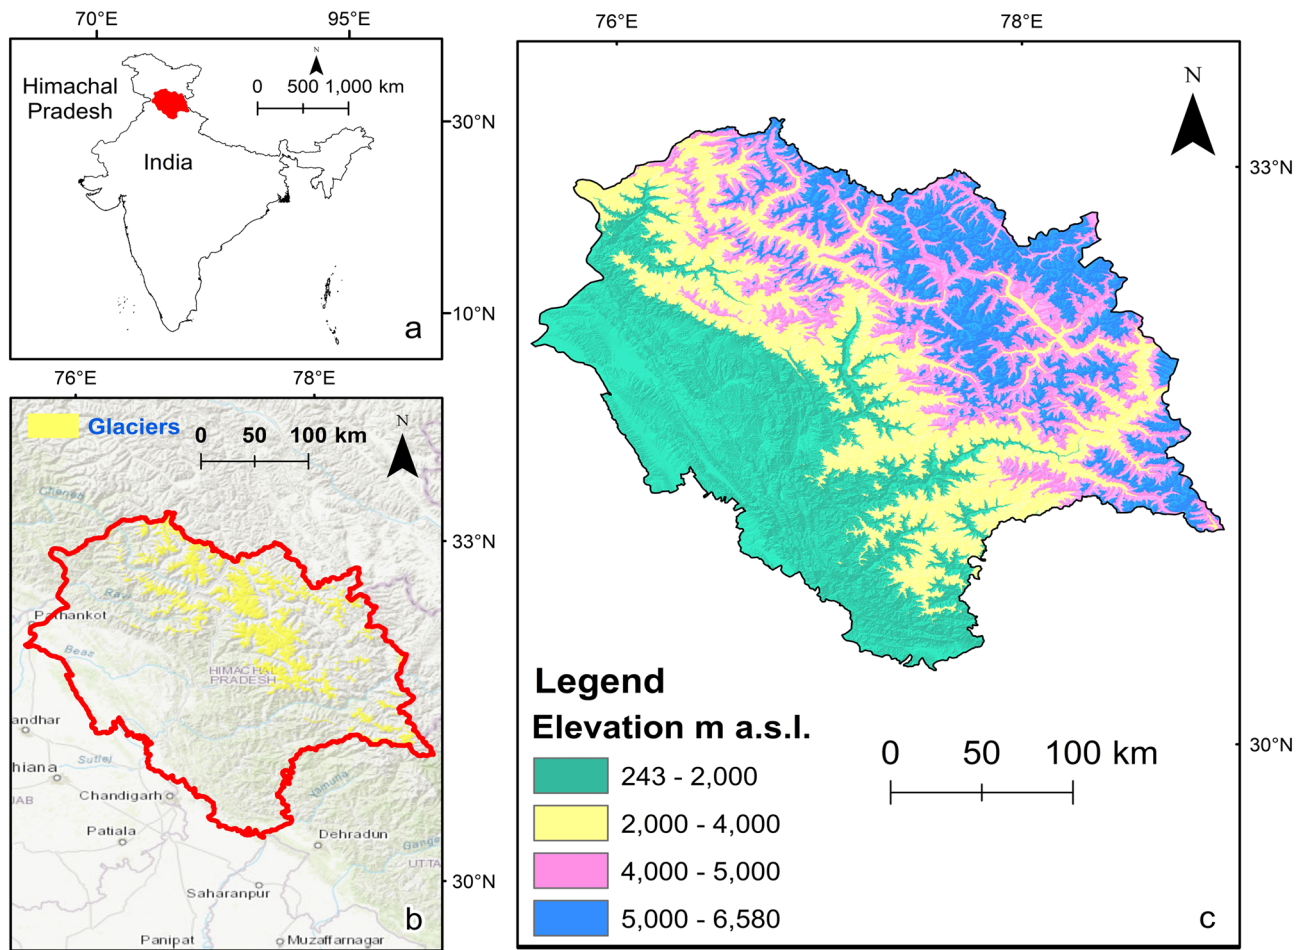 70°E
95°E
Himachal
Pradesh
N
0 500 1,000 km
India
30°N
10°N
a
76°E
78°E
Glaciers
0 50 100 km
N
33°N
Pathankot
Beas
HIMACHAL
PRADESH
andhar
hiana
Sutlej
JAB
Chandigarh
Yamuna
Patiala
Dehradun
UTTA
30°N
Saharanpur
Panipat
Muzaffarnagar
b
76°E
78°E
N
33°N
30°N
Legend
Elevation m a.s.l.
243 - 2,000
2,000 - 4,000
4,000 - 5,000
5,000 - 6,580
0 50 100 km
c